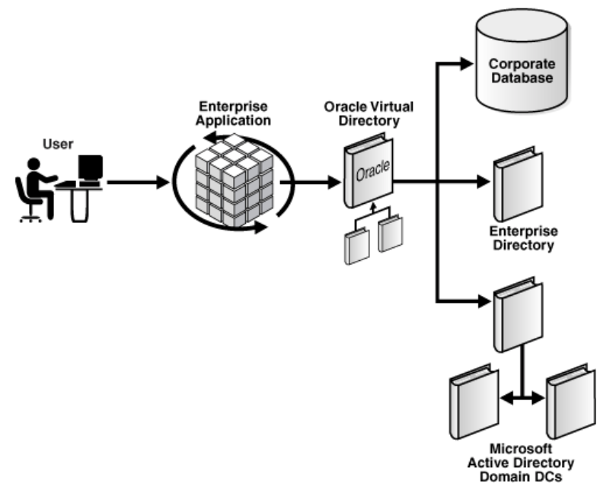 User
Enterprise
Application
Oracle Virtual
Directory
Oracle
Corporate
Database
Enterprise
Directory
Microsoft
Active Directory
Domain DCs